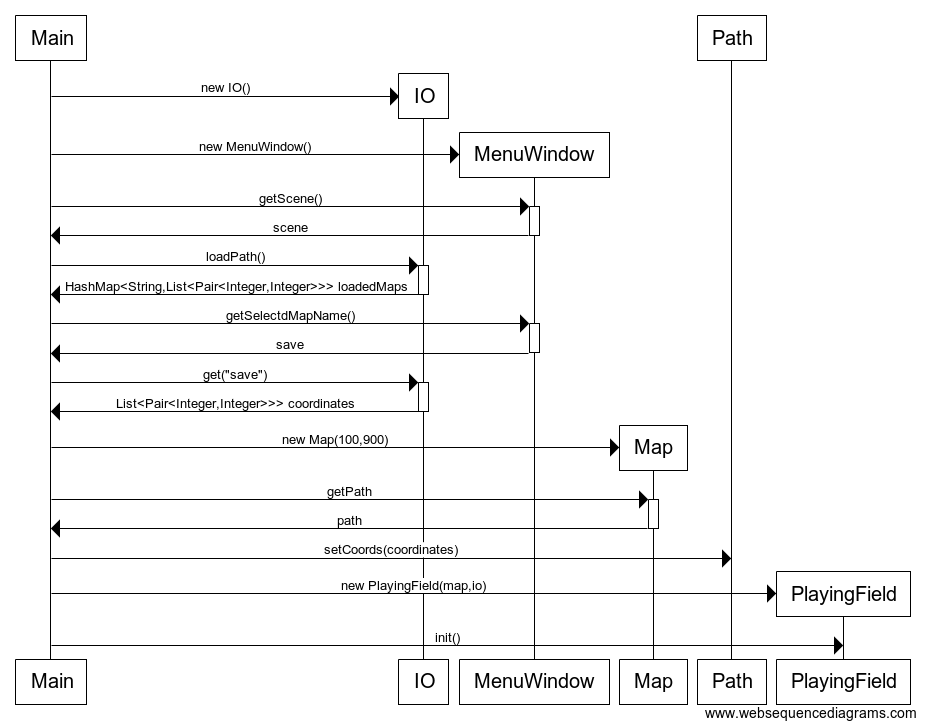 Main
Path
new IO()
IO
new MenuWindow()
MenuWindow
getScene()
scene
loadPath()
HashMap<String,List<Pair<Integer,Integer>>> loadedMaps
getSelectdMapName()
save
get("save")
List<Pair<Integer,Integer>>> coordinates
new Map(100,900)
Map
getPath
path
setCoords(coordinates)
new PlayingField(map,io)
PlayingField
init()
Main IO MenuWindow Map Path PlayingField
www.websequencediagrams.com